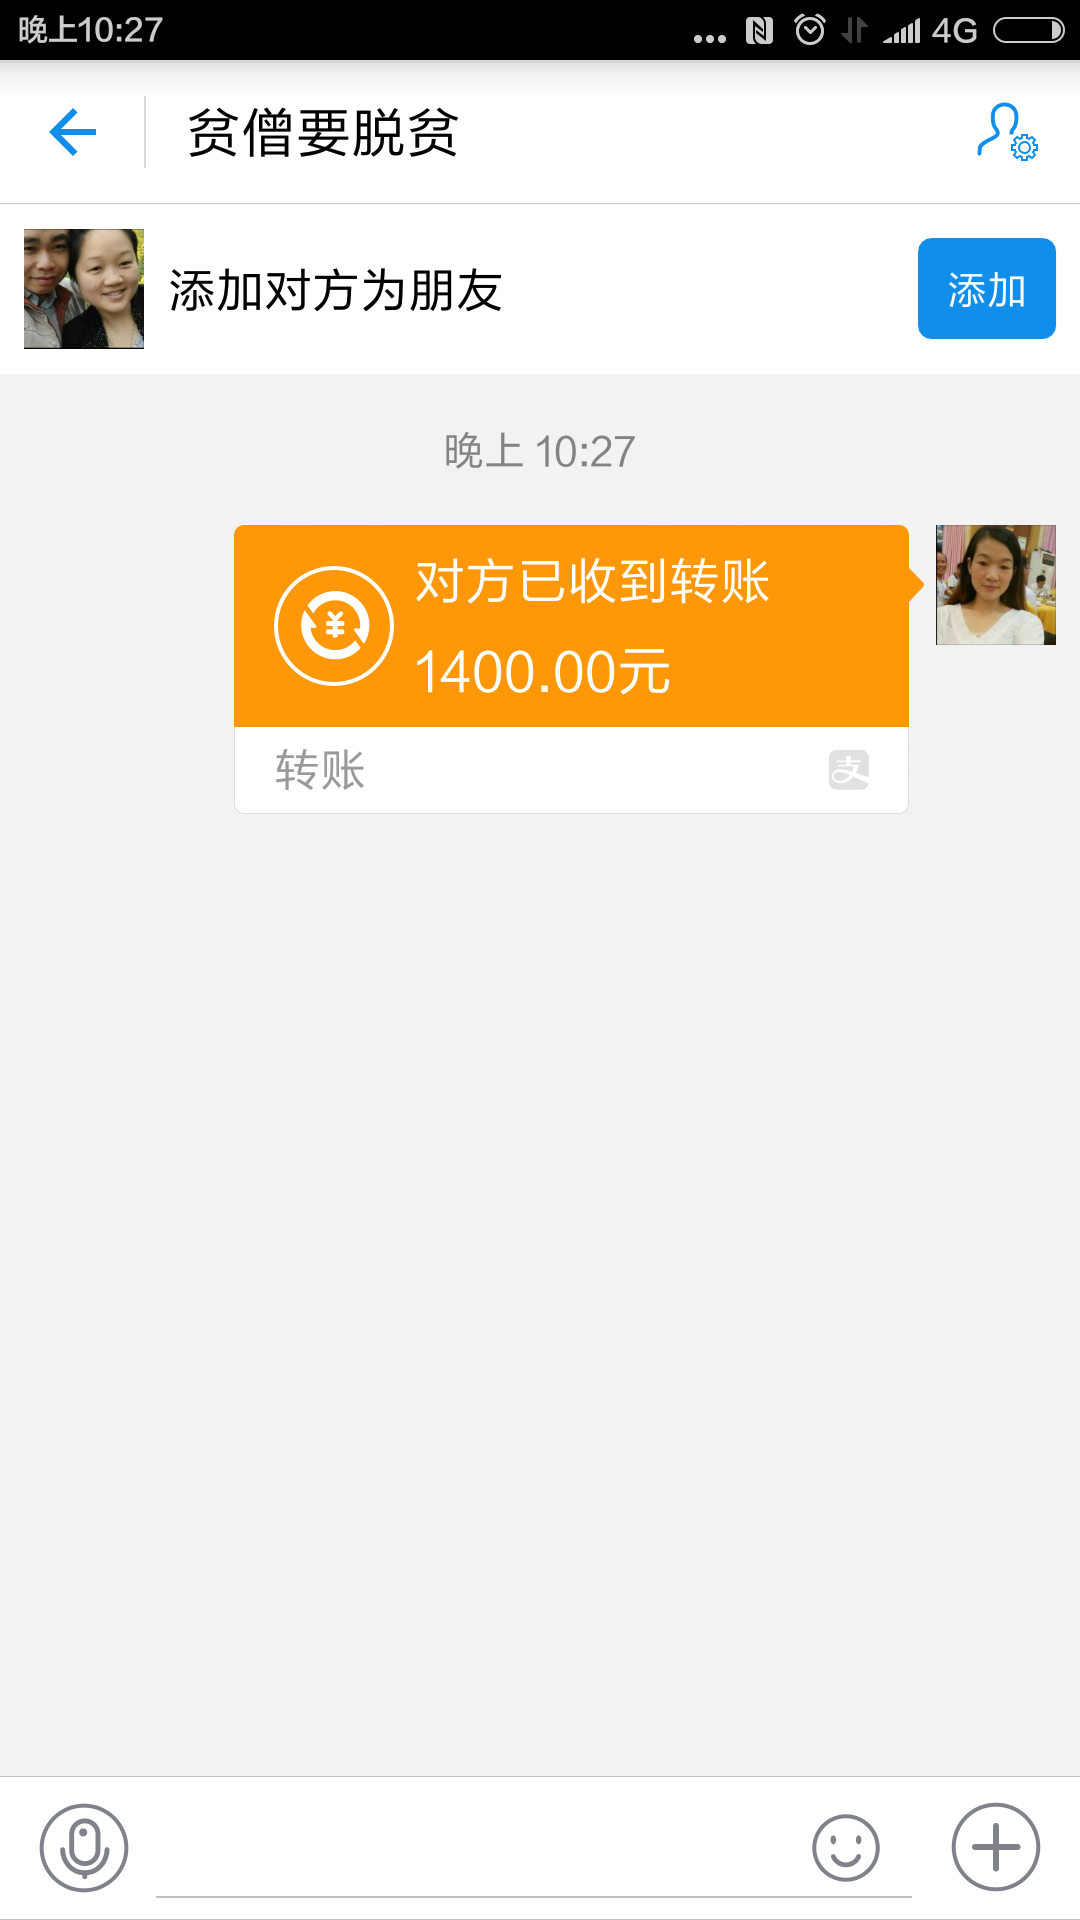 晚上10:27
4G
贫僧要脱贫
添加对方为朋友
添加
晚上 10:27
对方已收到转账
1400.00元
转账
支